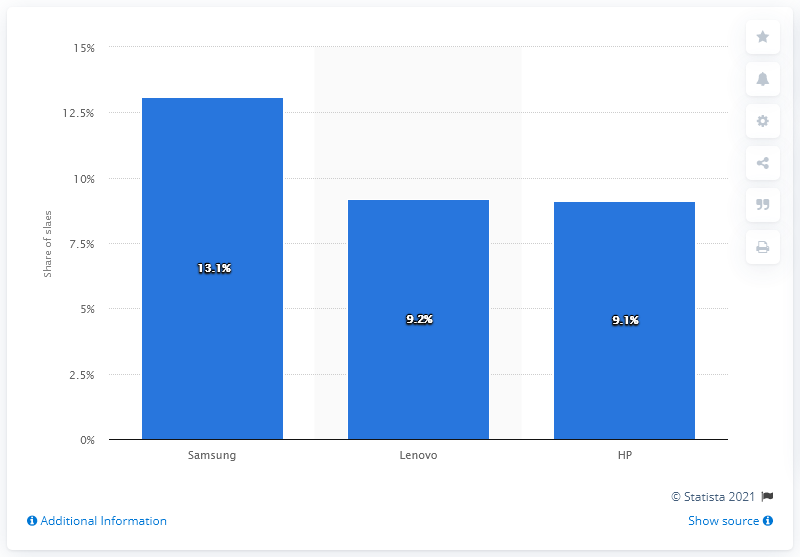 15%
12.5%
10%
7.5%
5%
2.5%
0%
Share of slaes
13.1%
9.2%
9.1%
Samsung
Lenovo
HP
© Statista 2021
Additional Information
Show source